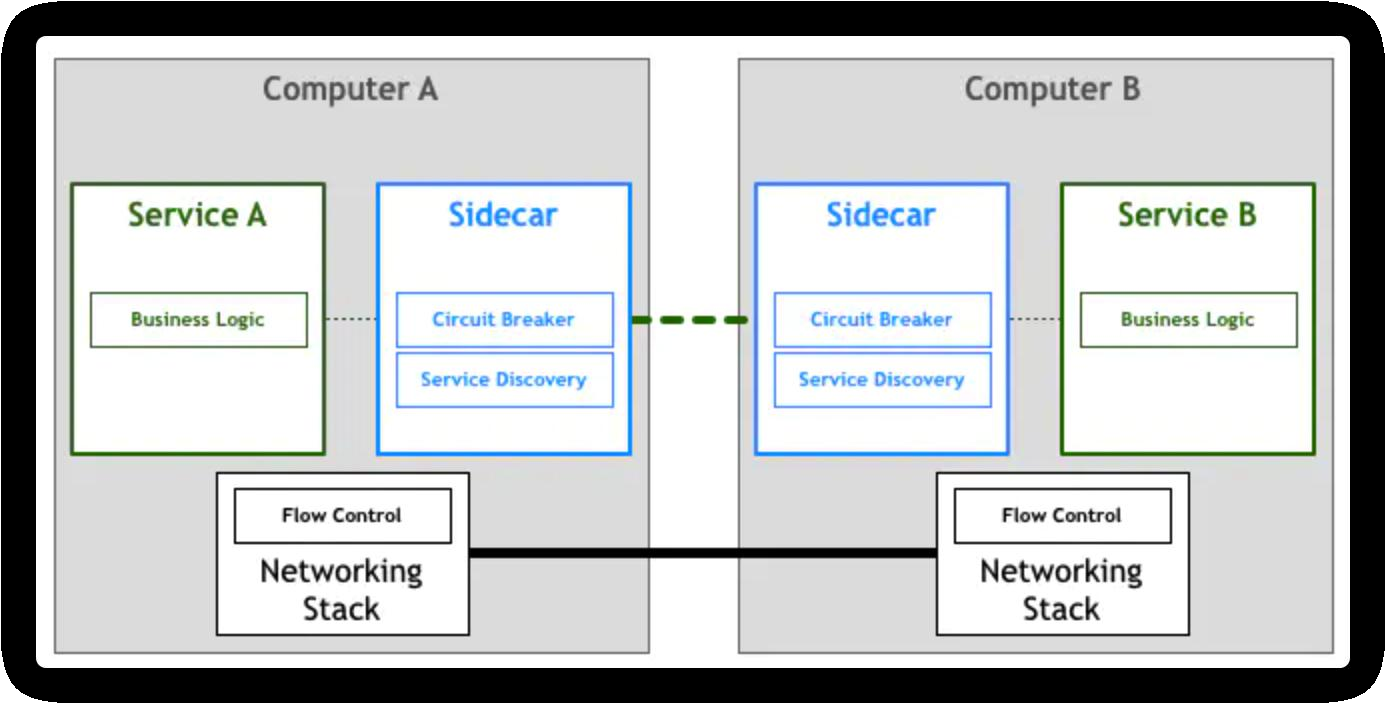 Computer A
Service A
Business Logic
Sidecar
Circuit Breaker
Service Discovery
Flow Control
Networking
Stack
Computer B
Sidecar
Circuit Breaker
Service Discovery
Service B
Business Logic
Flow Control
Networking
Stack